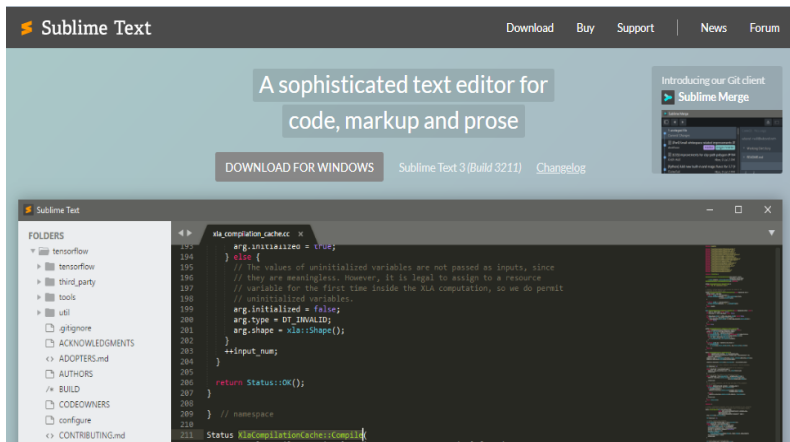 Sublime Text
Download Buy Support News Forum
A sophisticated text editor for
code, markup and prose
Introducing our Git client
Sublime Merge
DOWNLOAD FOR WINDOWS Sublime Text 3 (Build 3211) Changelog
Sublime Text
FOLDERS
tensorflow
tensorflow
third_party
tools
util
.gitignore
ACKNOWLEDGMENTS
<> ADOPTERS.md
AUTHORS
/* BUILD
CODEOWNERS
configure
<> CONTRIBUTING.md
xla_compilation_cache.cc ×
193 arg.initialized = true;
194 } else {
195 // The values of uninitialized variables are not passed as inputs, since
196 // they are meaningless. However, it is legal to assign to a resource
197 // variable for the first time inside the XLA computation, so we do permit
198 // uninitialized variables.
199 arg.initialized = false;
200 arg.type = DT_INVALID;
201 arg.shape = xla::Shape();
202 }
203 ++input_num;
204 }
205
206 return Status::OK();
207 }
208
209 } // namespace
210
211 Status XlaCompilationCache::Compile(